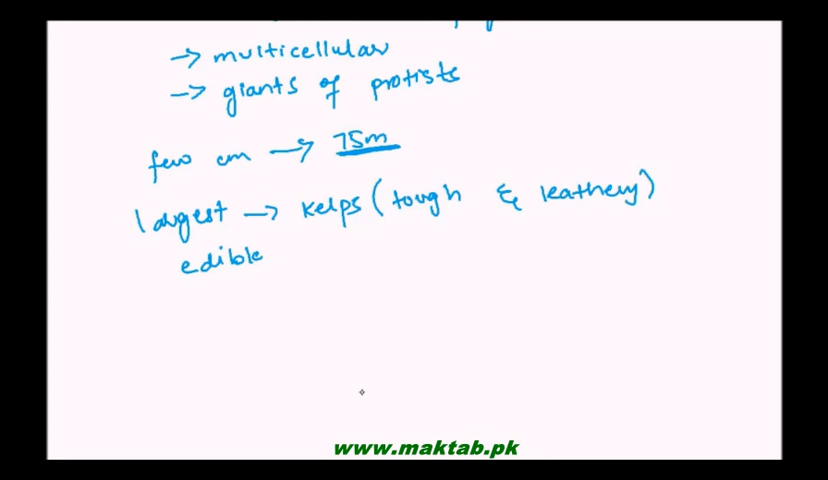 → multicellular
→ giants of protists
few cm → 75m
largest → Kelps (tough & leathery)
edible
www.maktab.pk